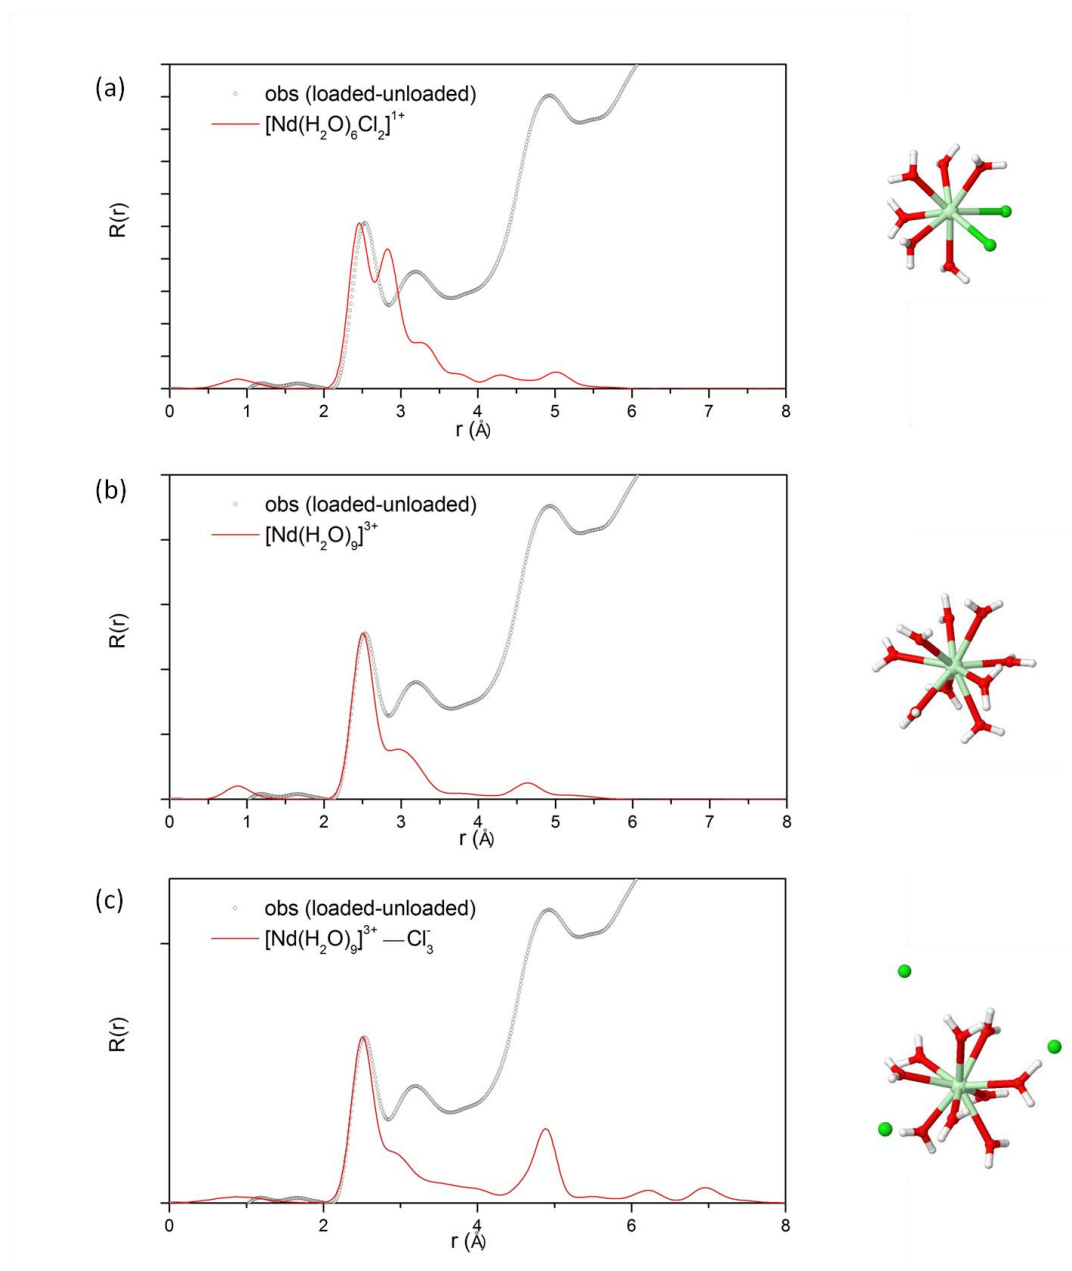 (a)
obs (loaded-unloaded)
[Nd(H₂O)₆Cl₂]¹⁺
R(r)
0 1 2 3 4 5 6 7 8
r (Å)
(b)
obs (loaded-unloaded)
[Nd(H₂O)₉]³⁺
R(r)
0 1 2 3 4 5 6 7 8
r (Å)
(c)
obs (loaded-unloaded)
[Nd(H₂O)₉]³⁺ —Cl₃⁻
R(r)
0 1 2 3 4 5 6 7 8
r (Å)